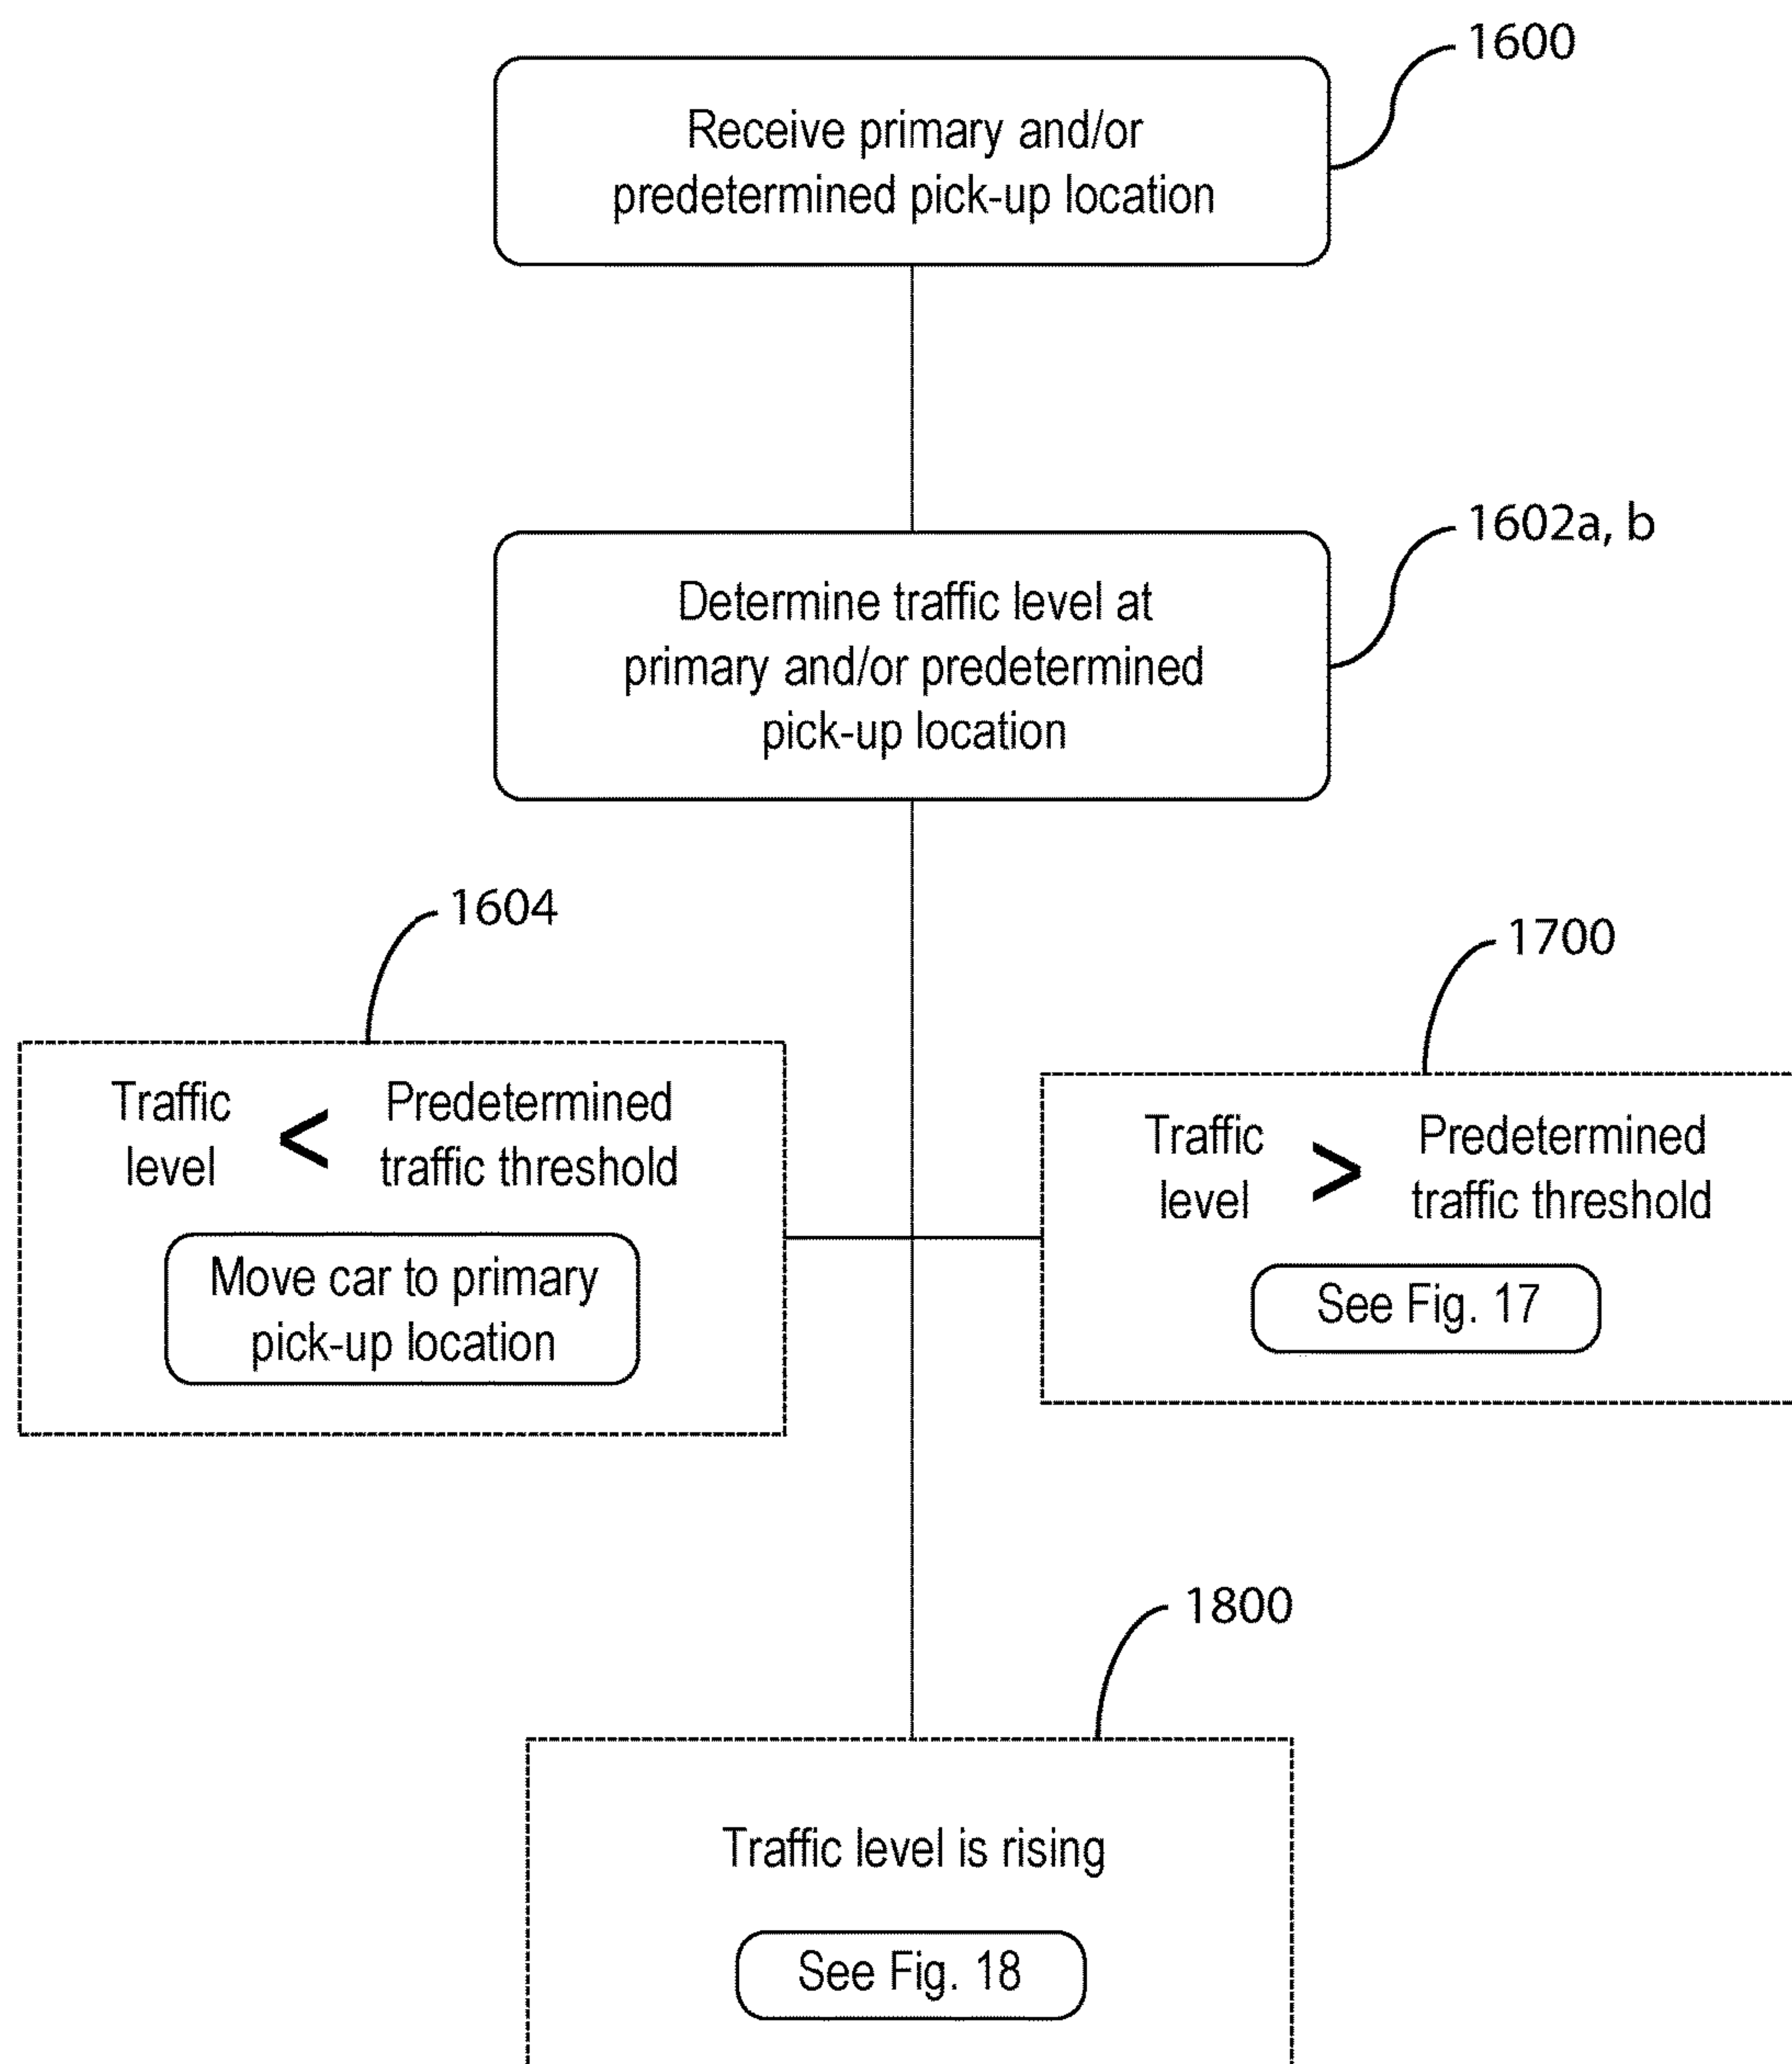 1600
Receive primary and/or
predetermined pick-up location
1602a, b
Determine traffic level at
primary and/or predetermined
pick-up location
1604
Traffic
level
<
Predetermined
traffic threshold
Move car to primary
pick-up location
1700
Traffic
level
>
Predetermined
traffic threshold
See Fig. 17
1800
Traffic level is rising
See Fig. 18